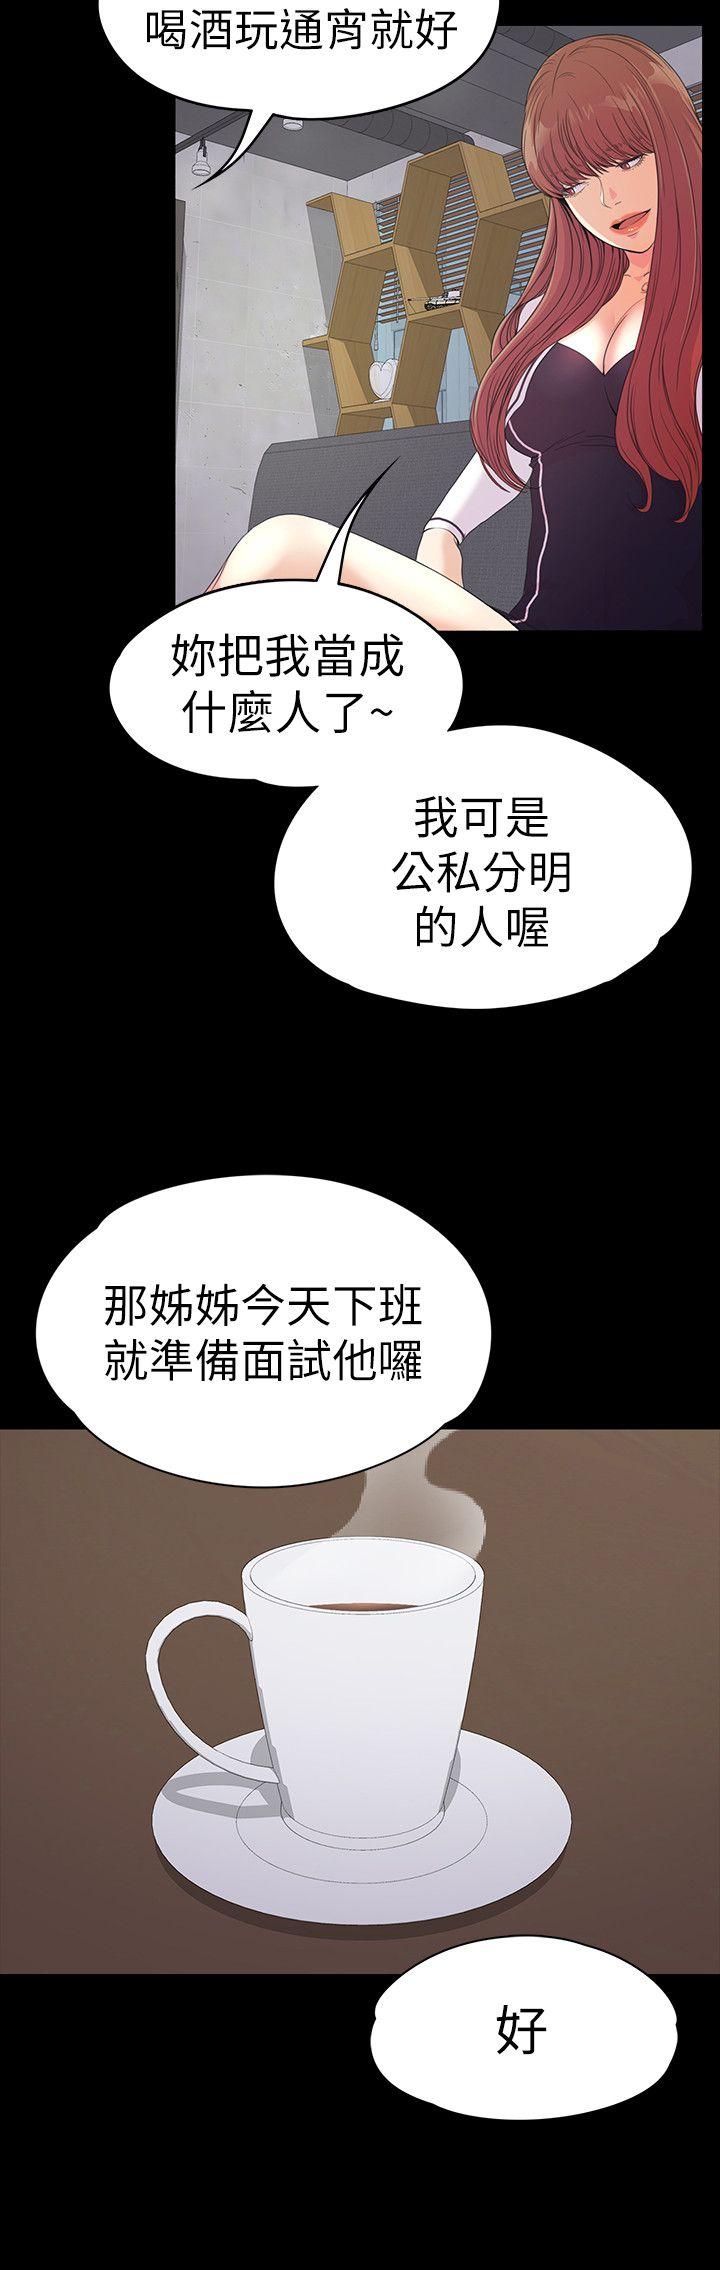 喝酒玩通宵就好
妳把我當成
什麼人了~
我可是
公私分明
的人喔
那姊姊今天下班
就準備面試他囉
好